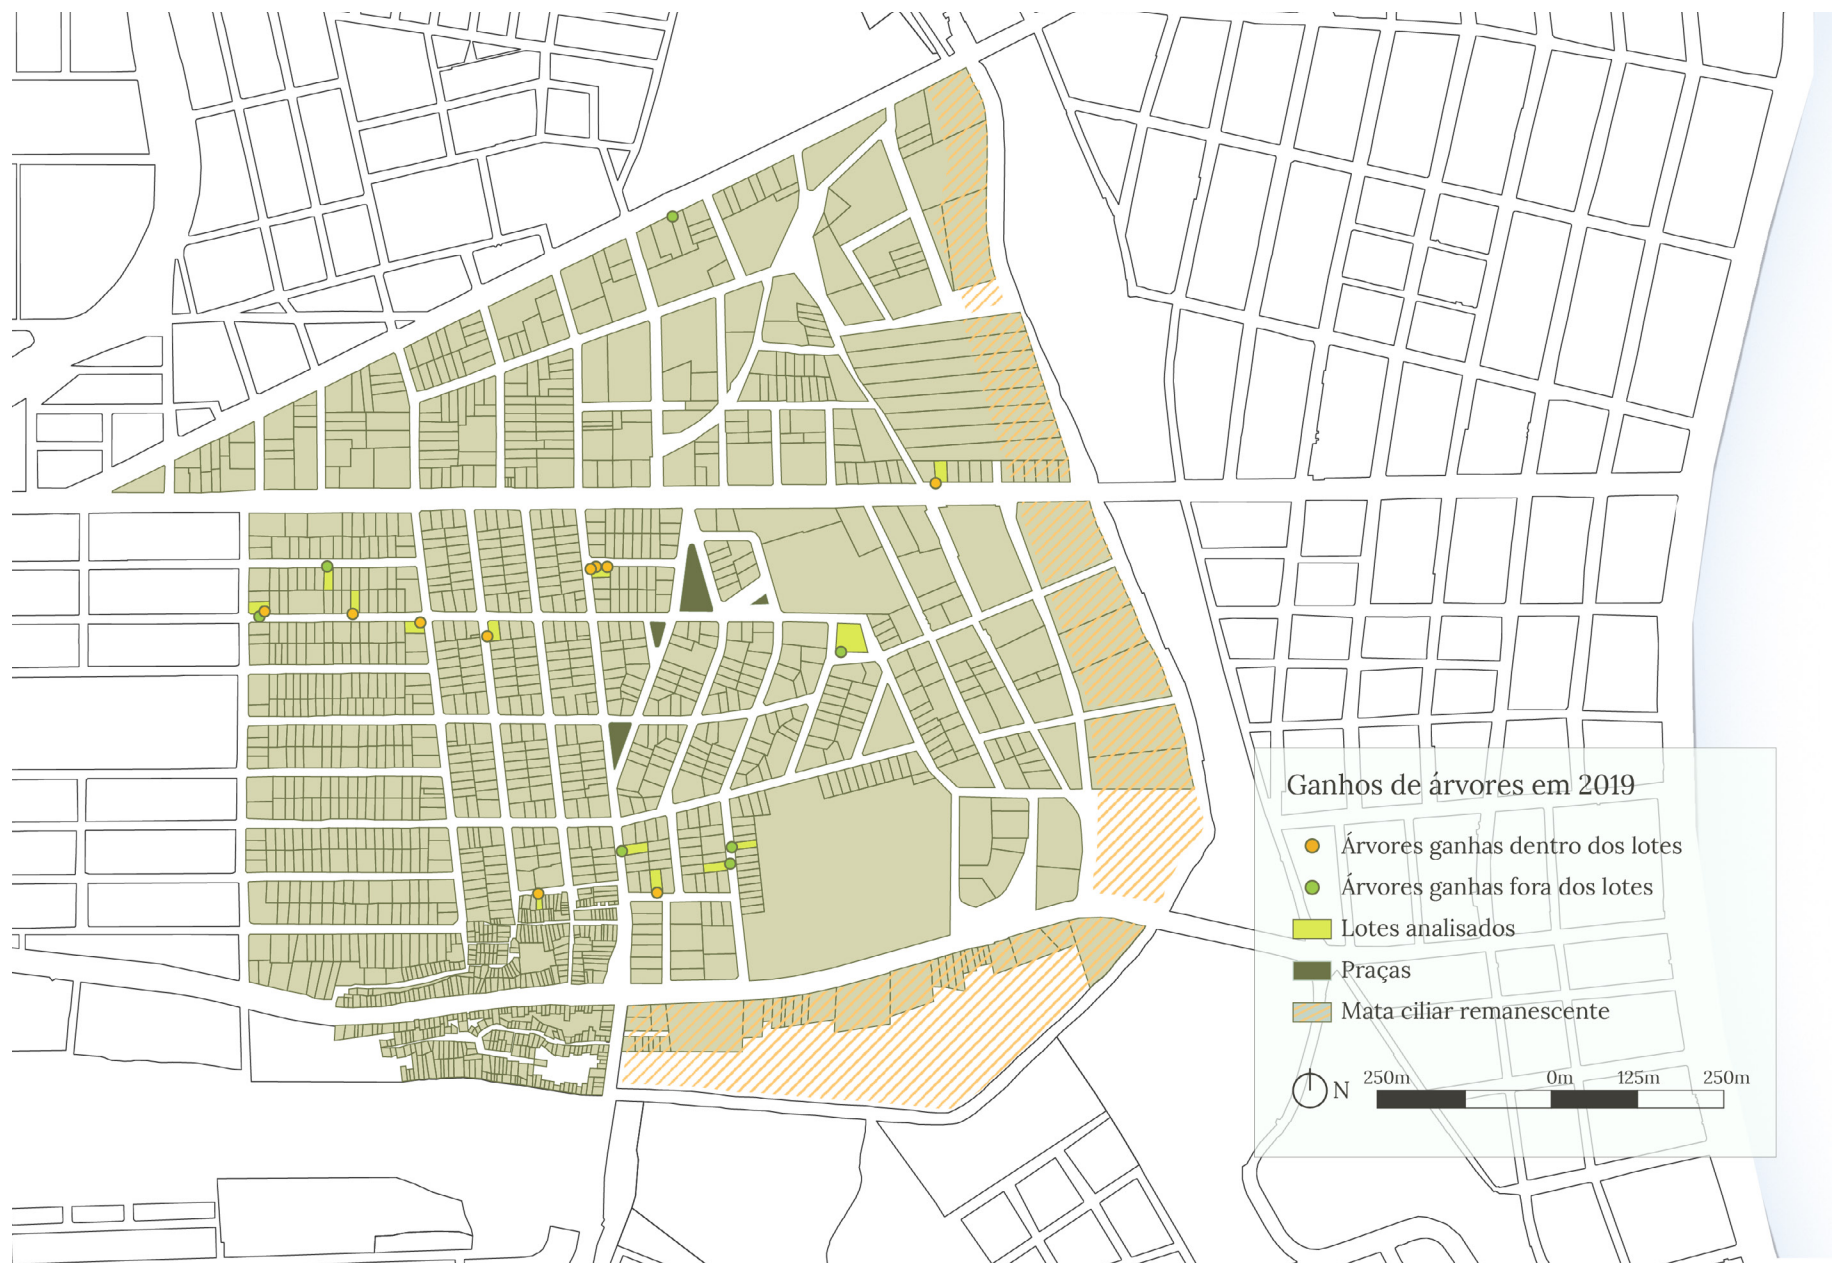 Ganhos de árvores em 2019
Árvores ganhas dentro dos lotes
Árvores ganhas fora dos lotes
Lotes analisados
Praças
Mata ciliar remanescente
N
250m 0m 125m 250m